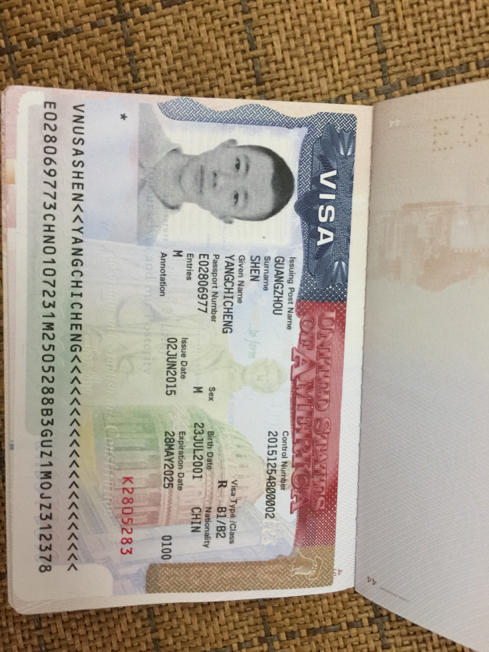 VISA
UNITED STATES
OF AMERICA
Issuing Post Name
GUANGZHOU
Control Number
20151254800002
Surname
SHEN
Given Name
YANGCHICHENG
Visa Type /Class
R B1/B2
Passport Number
E02806977
Sex
M
Birth Date
23JUL2001
Nationality
CHIN
Entries
M
Issue Date
02JUN2015
Expiration Date
28MAY2025
0100
Annotation
to ourselves and our Posterity
Constitution
K2805283
*
VNUSASHEN<<YANGCHICHENG<<<<<<<<<<<<<<<<<<<<<
E028069773CHN0107231M2505288B3GUZ1M0JZ312378